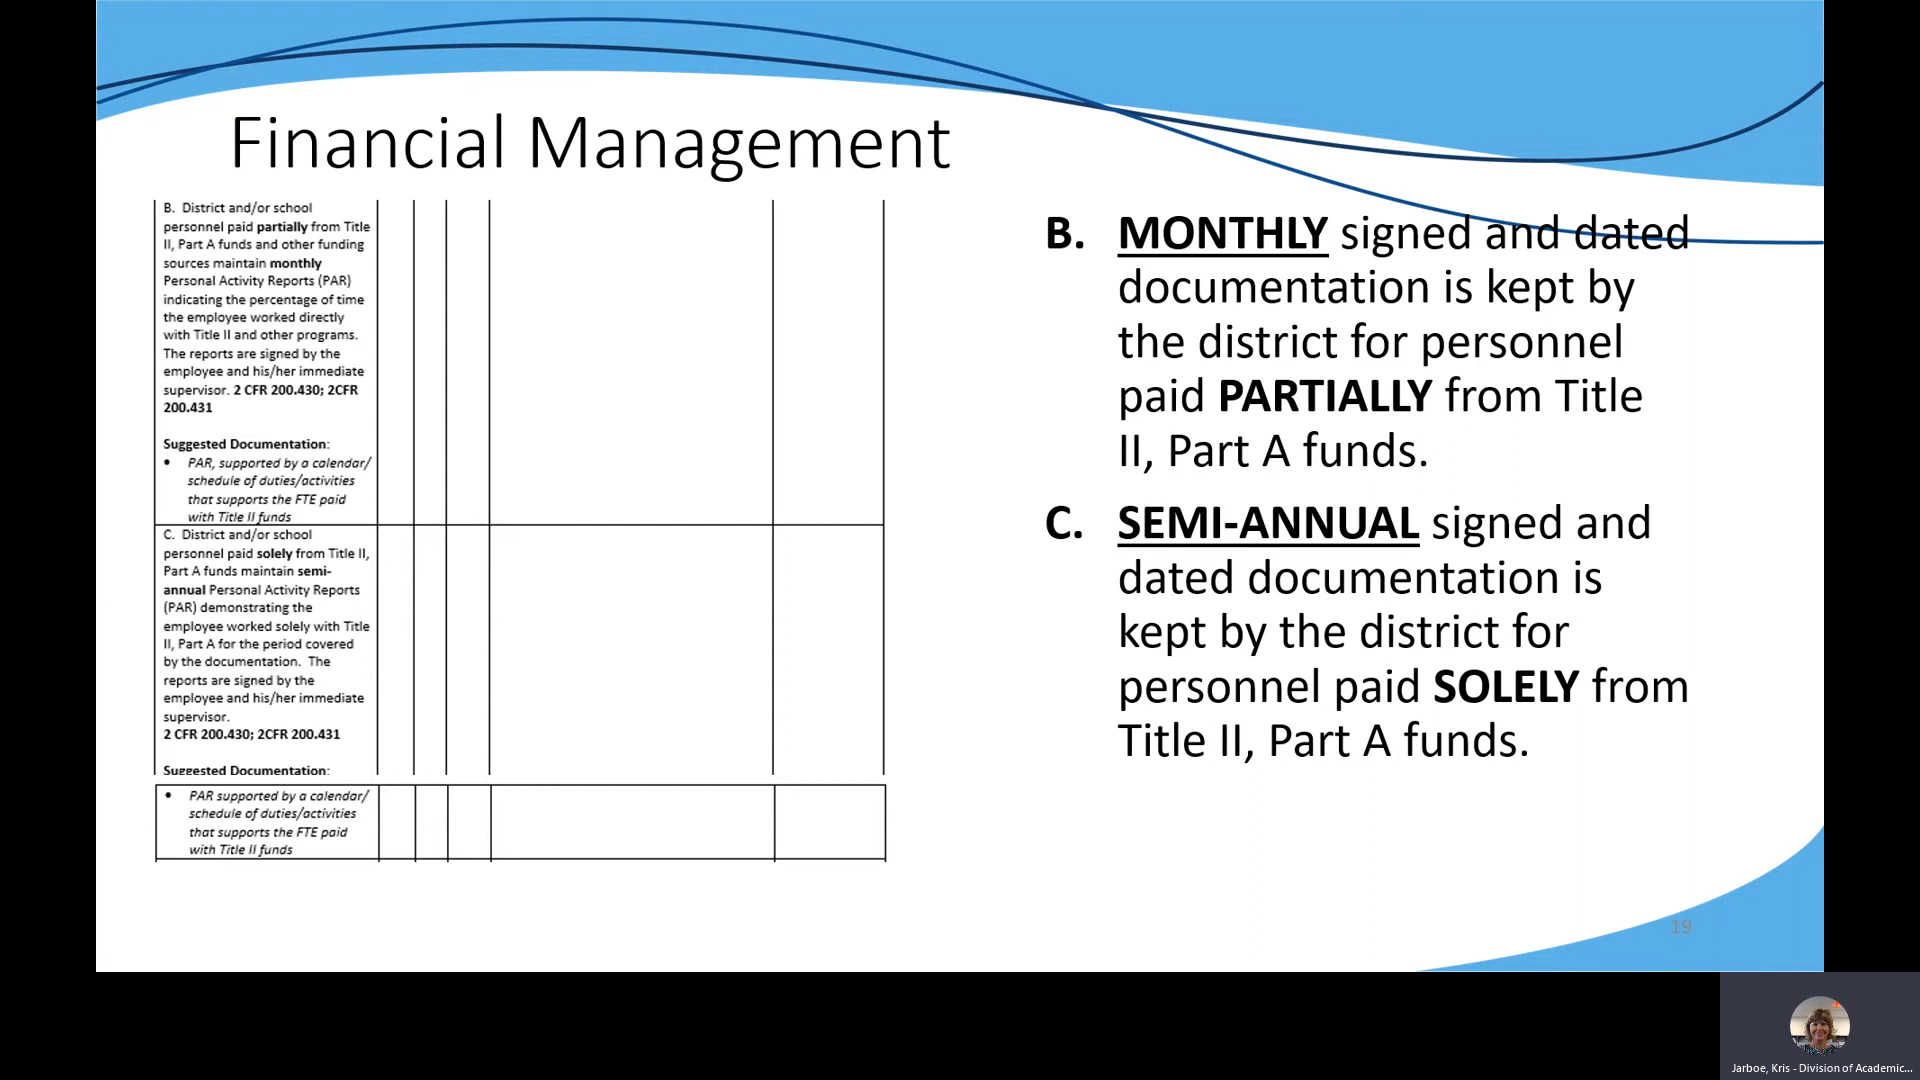 Financial Management
B. District and/or school
personnel paid partially from Title
II, Part A funds and other funding
sources maintain monthly
Personal Activity Reports (PAR)
indicating the percentage of time
the employee worked directly
with Title II and other programs.
The reports are signed by the
employee and his/her immediate
supervisor. 2 CFR 200.430; 2CFR
200.431
Suggested Documentation:
• PAR, supported by a calendar/
schedule of duties/activities
that supports the FTE paid
with Title II funds
C. District and/or school
personnel paid solely from Title II,
Part A funds maintain semi-
annual Personal Activity Reports
(PAR) demonstrating the
employee worked solely with Title
II, Part A for the period covered
by the documentation. The
reports are signed by the
employee and his/her immediate
supervisor.
2 CFR 200.430; 2CFR 200.431
Suggested Documentation:
• PAR supported by a calendar/
schedule of duties/activities
that supports the FTE paid
with Title II funds
B. MONTHLY signed and dated
documentation is kept by
the district for personnel
paid PARTIALLY from Title
II, Part A funds.
C. SEMI-ANNUAL signed and
dated documentation is
kept by the district for
personnel paid SOLELY from
Title II, Part A funds.
19
Jarboe, Kris - Division of Academic...